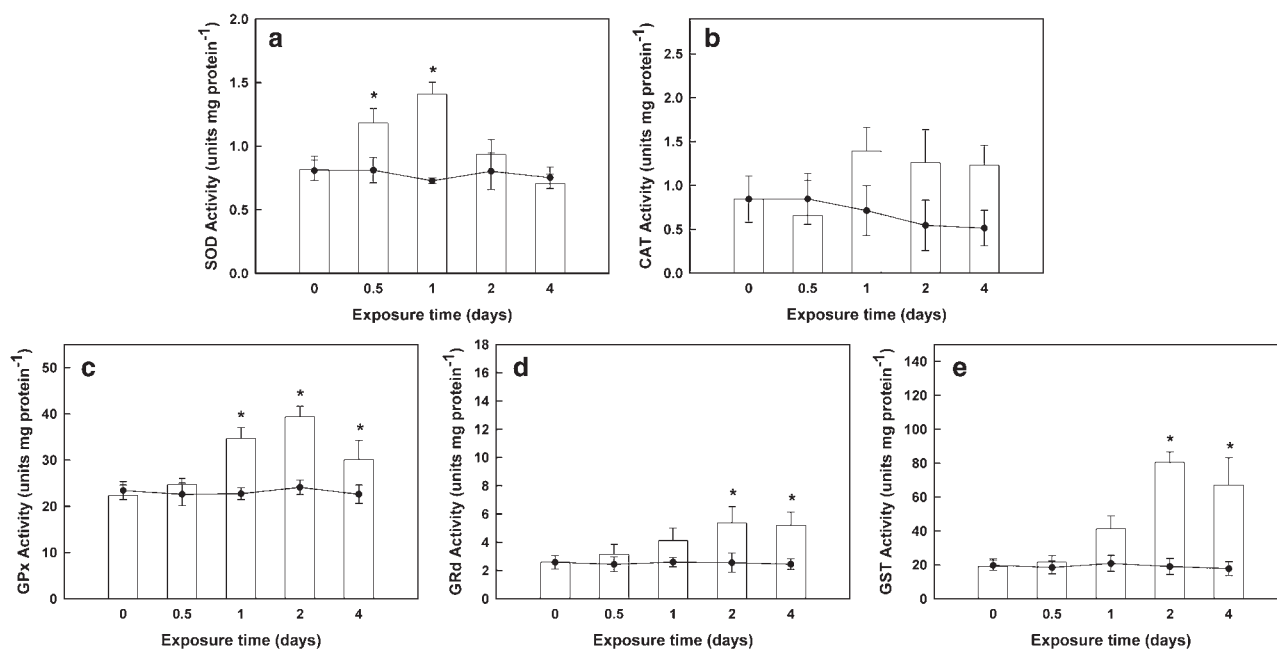 a
SOD Activity (units mg protein⁻¹)
2.0
1.5
1.0
0.5
0.0
*
*
0 0.5 1 2 4
Exposure time (days)
b
CAT Activity (units mg protein⁻¹)
2.5
2.0
1.5
1.0
0.5
0.0
0 0.5 1 2 4
Exposure time (days)
c
GPx Activity (units mg protein⁻¹)
50
40
30
20
10
0
*
*
*
0 0.5 1 2 4
Exposure time (days)
d
GRd Activity (units mg protein⁻¹)
18
16
14
12
10
8
6
4
2
0
*
*
0 0.5 1 2 4
Exposure time (days)
e
GST Activity (units mg protein⁻¹)
140
120
100
80
60
40
20
0
*
*
0 0.5 1 2 4
Exposure time (days)